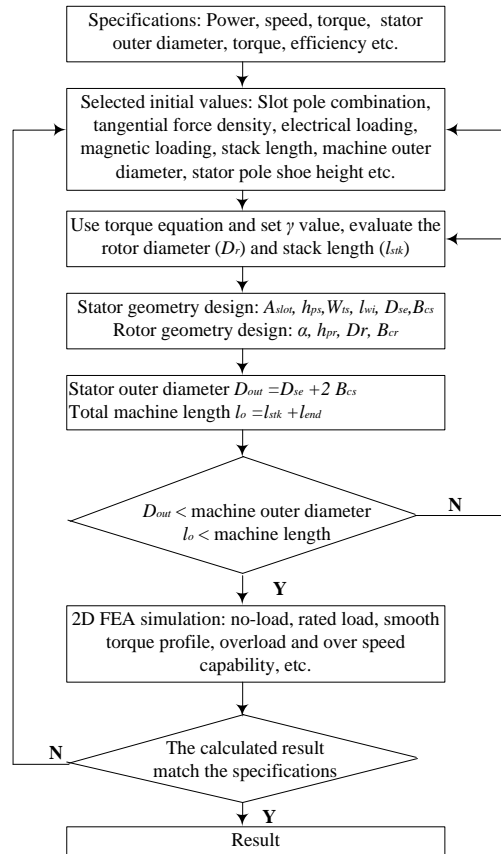 Specifications: Power, speed, torque, stator
outer diameter, torque, efficiency etc.
Selected initial values: Slot pole combination,
tangential force density, electrical loading,
magnetic loading, stack length, machine outer
diameter, stator pole shoe height etc.
Use torque equation and set γ value, evaluate the
rotor diameter (Dr) and stack length (lstk)
Stator geometry design: Aslot, hps,Wts, lwi, Dse,Bcs
Rotor geometry design: α, hpr, Dr, Bcr
Stator outer diameter Dout =Dse +2 Bcs
Total machine length lo =lstk +lend
Dout < machine outer diameter
lo < machine length
N
Y
2D FEA simulation: no-load, rated load, smooth
torque profile, overload and over speed
capability, etc.
N
The calculated result
match the specifications
Y
Result